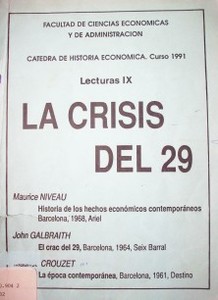 FACULTAD DE CIENCIAS ECONOMICAS
Y DE ADMINISTRACION
CATEDRA DE HISTORIA ECONOMICA. Curso 1991
Lecturas IX
LA CRISIS
DEL 29
Maurice NIVEAU
Historia de los hechos económicos contemporáneos
Barcelona, 1968, Ariel
John GALBRAITH
El crac del 29, Barcelona, 1964, Seix Barral
CROUZET
La época contemporánea, Barcelona, 1961, Destino